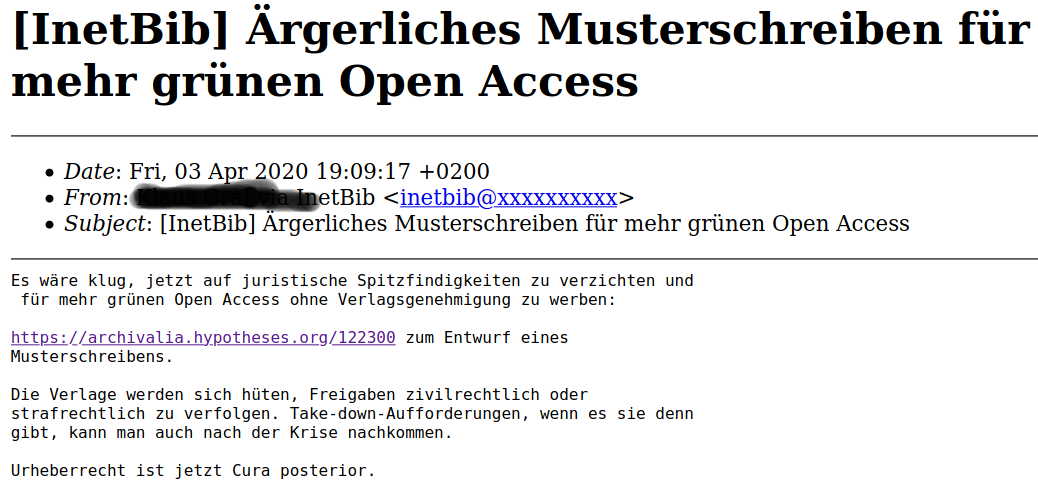 [InetBib] Ärgerliches Musterschreiben für
mehr grünen Open Access
Date: Fri, 03 Apr 2020 19:09:17 +0200
From: InetBib <inetbib@xxxxxxxxxx>
Subject: [InetBib] Ärgerliches Musterschreiben für mehr grünen Open Access
Es wäre klug, jetzt auf juristische Spitzfindigkeiten zu verzichten und
für mehr grünen Open Access ohne Verlagsgenehmigung zu werben:
https://archivalia.hypotheses.org/122300 zum Entwurf eines
Musterschreibens.
Die Verlage werden sich hüten, Freigaben zivilrechtlich oder
strafrechtlich zu verfolgen. Take-down-Aufforderungen, wenn es sie denn
gibt, kann man auch nach der Krise nachkommen.
Urheberrecht ist jetzt Cura posterior.